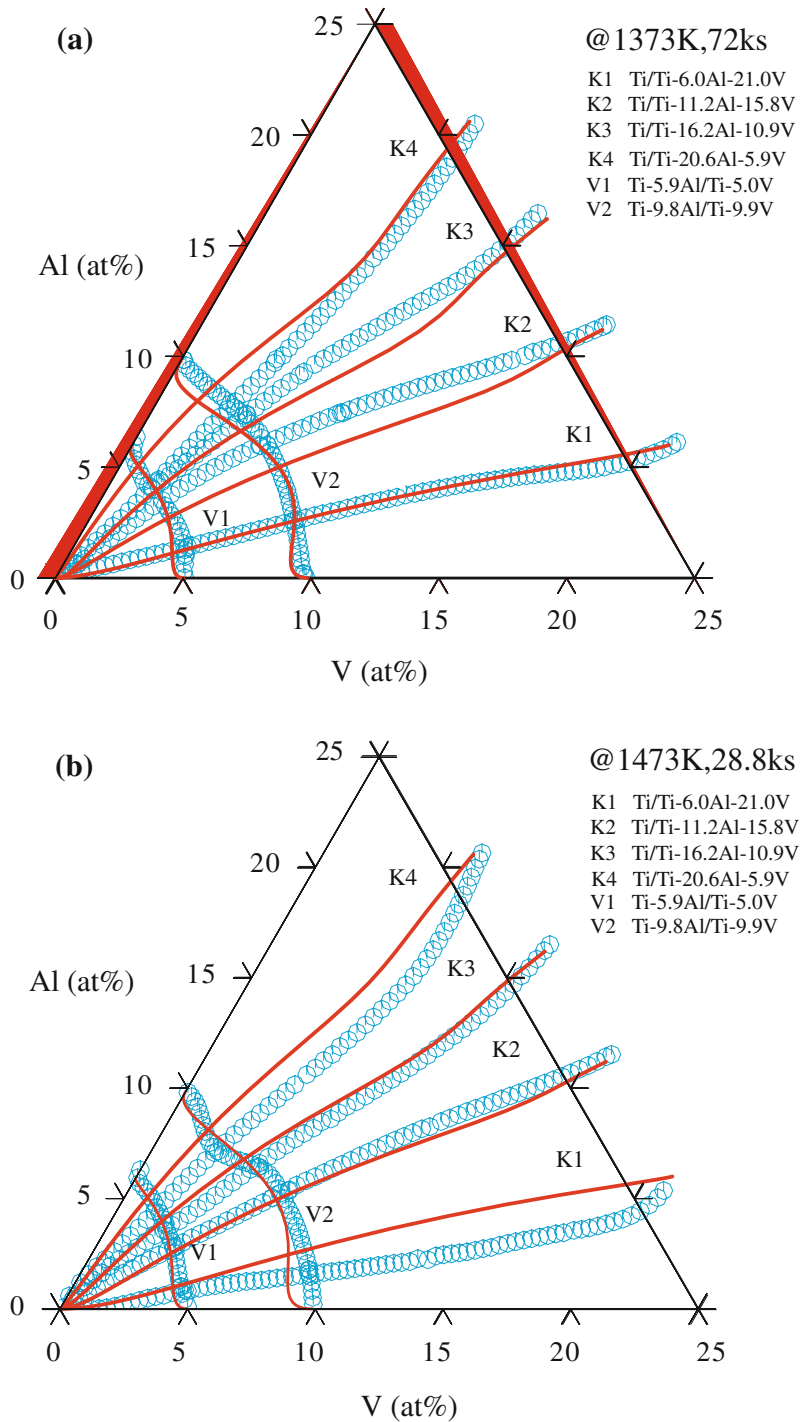 (a)
@1373K,72ks
K1 Ti/Ti-6.0Al-21.0V
K2 Ti/Ti-11.2Al-15.8V
K3 Ti/Ti-16.2Al-10.9V
K4 Ti/Ti-20.6Al-5.9V
V1 Ti-5.9Al/Ti-5.0V
V2 Ti-9.8Al/Ti-9.9V
25
20
15
10
5
0
Al (at%)
K4
K3
K2
K1
V2
V1
0 5 10 15 20 25
V (at%)
(b)
@1473K,28.8ks
K1 Ti/Ti-6.0Al-21.0V
K2 Ti/Ti-11.2Al-15.8V
K3 Ti/Ti-16.2Al-10.9V
K4 Ti/Ti-20.6Al-5.9V
V1 Ti-5.9Al/Ti-5.0V
V2 Ti-9.8Al/Ti-9.9V
25
20
15
10
5
0
Al (at%)
K4
K3
K2
K1
V2
V1
0 5 10 15 20 25
V (at%)